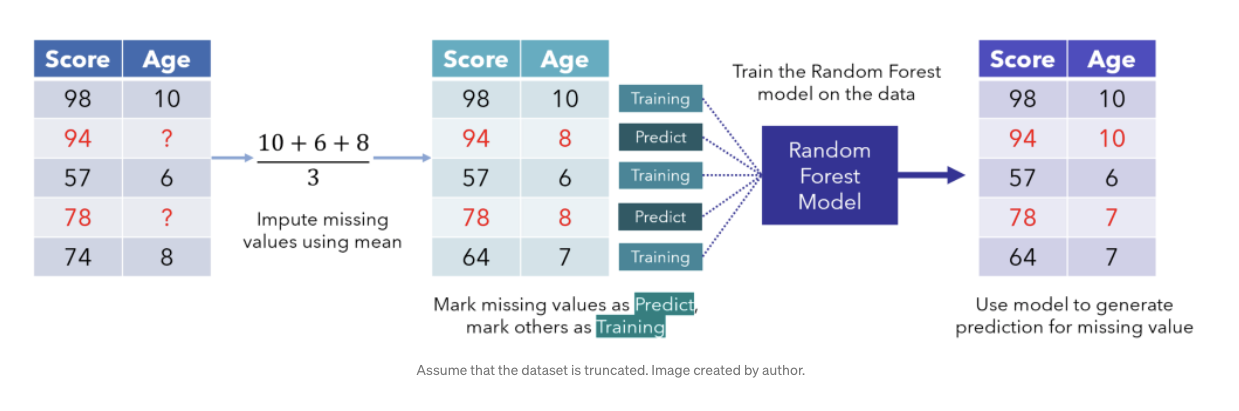 Score Age
98 10
94 ?
57 6
78 ?
74 8
10 + 6 + 8
3
Impute missing
values using mean
Score Age
98 10
94 8
57 6
78 8
64 7
Training
Predict
Training
Predict
Training
Mark missing values as Predict,
mark others as Training
Train the Random Forest
model on the data
Random
Forest
Model
Score Age
98 10
94 10
57 6
78 7
64 7
Use model to generate
prediction for missing value
Assume that the dataset is truncated. Image created by author.